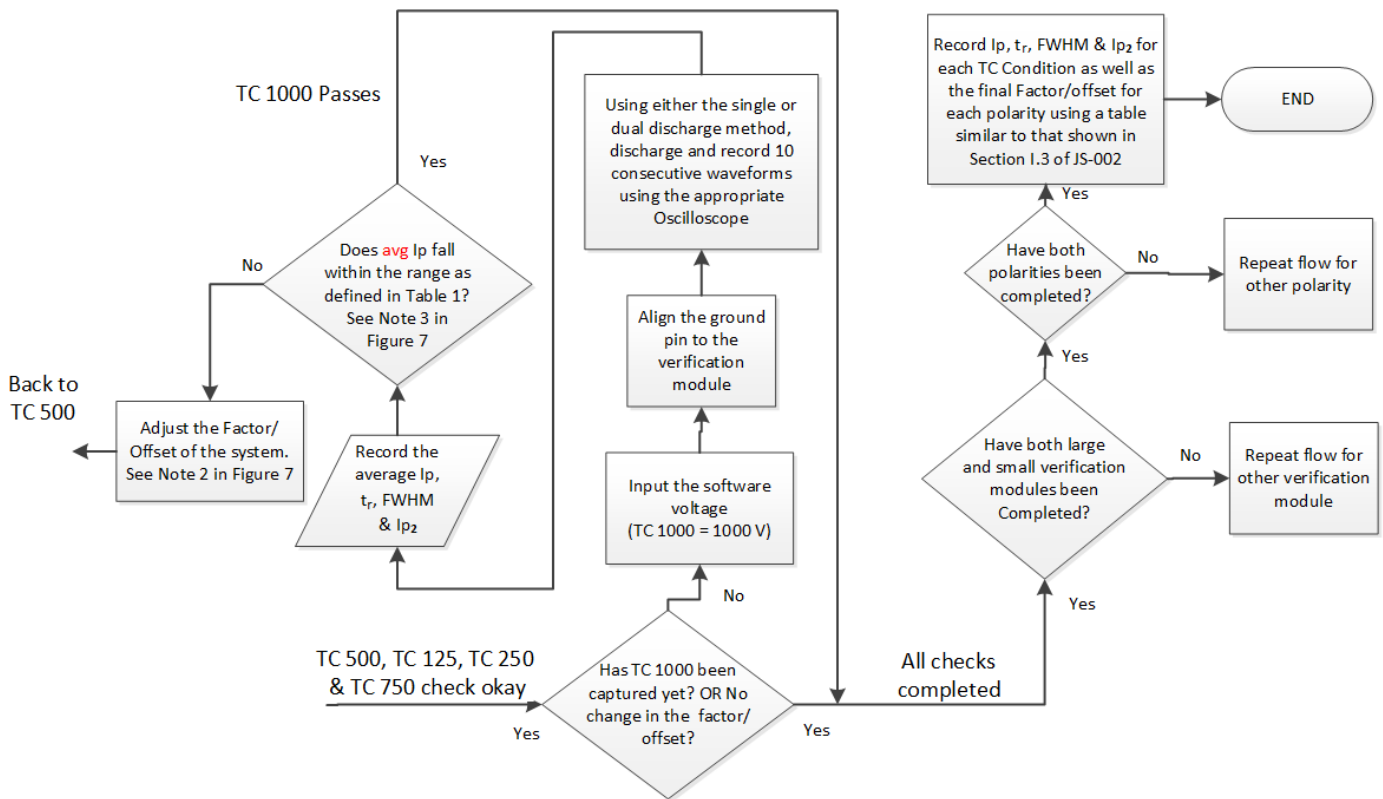 TC 1000 Passes
Yes
Does avg Ip fall
within the range as
defined in Table 1?
See Note 3 in
Figure 7
No
Back to
TC 500
Adjust the Factor/
Offset of the system.
See Note 2 in Figure 7
Record the
average Ip,
tr, FWHM
& Ip₂
Using either the single or
dual discharge method,
discharge and record 10
consecutive waveforms
using the appropriate
Oscilloscope
Align the ground
pin to the
verification
module
Input the software
voltage
(TC 1000 = 1000 V)
No
TC 500, TC 125, TC 250
& TC 750 check okay
Yes
Has TC 1000 been
captured yet? OR No
change in the factor/
offset?
Yes
All checks
completed
Yes
Have both large
and small verification
modules been
Completed?
No
Repeat flow for
other verification
module
Yes
Have both
polarities been
completed?
No
Repeat flow for
other polarity
Yes
Record Ip, tr, FWHM & Ip₂ for
each TC Condition as well as
the final Factor/offset for
each polarity using a table
similar to that shown in
Section I.3 of JS-002
END